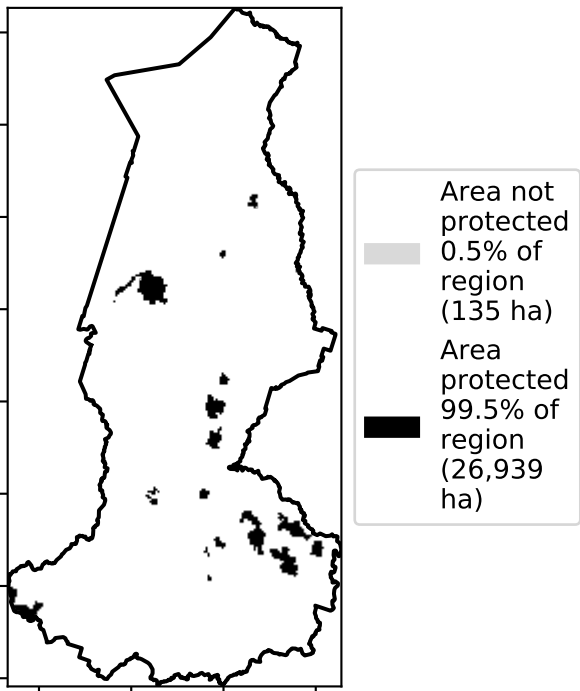 Area not
protected
0.5% of
region
(135 ha)
Area
protected
99.5% of
region
(26,939
ha)